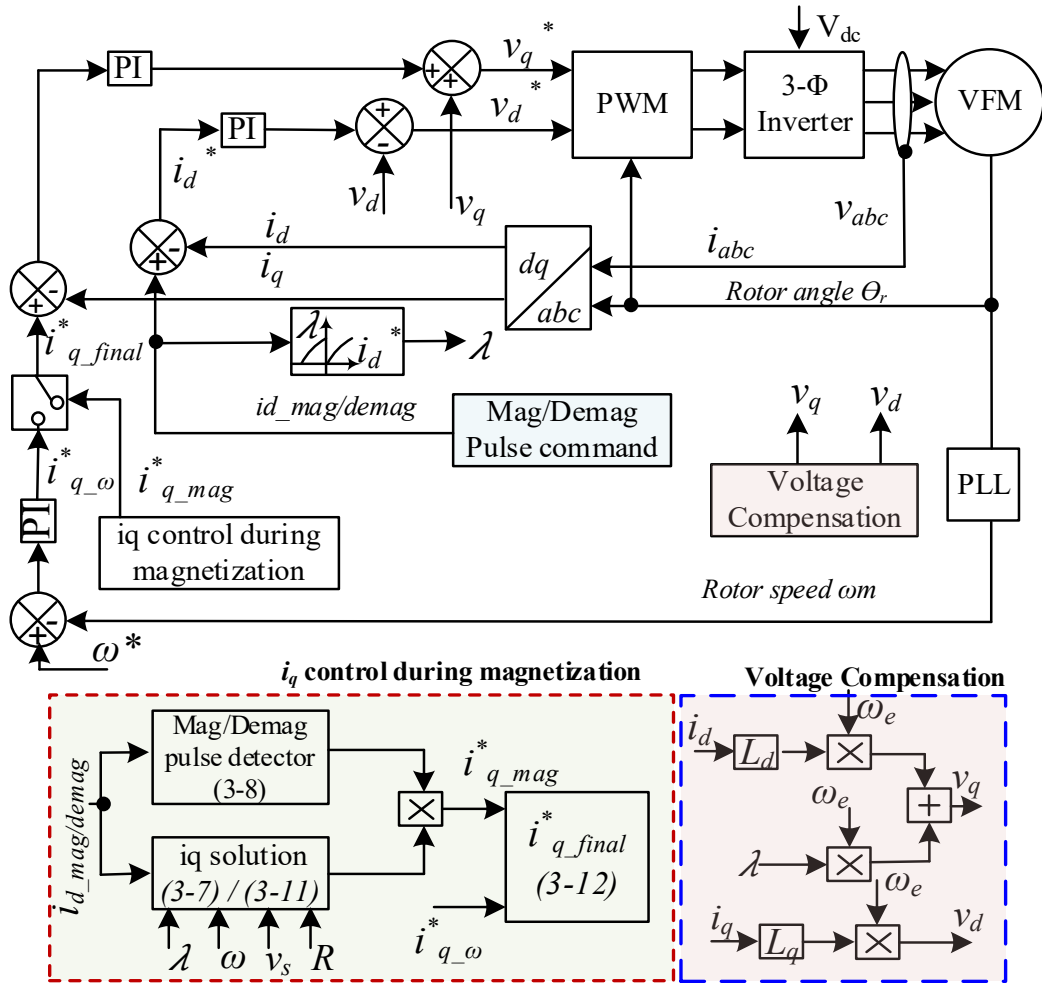 PI
+
+
v_q^*
PWM
V_dc
3-Φ
Inverter
VFM
PI
+
-
v_d^*
i_d^*
v_d
v_q
v_abc
i_abc
-
+
i_d
i_q
dq
abc
Rotor angle Θ_r
-
+
i^*_q_final
λ
i_d^*
λ
id_mag/demag
Mag/Demag
Pulse command
v_q
v_d
Voltage
Compensation
PLL
i^*_q_ω
i^*_q_mag
PI
iq control during
magnetization
Rotor speed ωm
-
+
ω*
i_q control during magnetization
i_d_mag/demag
Mag/Demag
pulse detector
(3-8)
iq solution
(3-7) / (3-11)
λ ω v_s R
×
i^*_q_mag
i^*_q_final
(3-12)
i^*_q_ω
Voltage Compensation
ω_e
i_d
L_d
×
v_q
+
ω_e
λ
×
ω_e
i_q
L_q
×
v_d